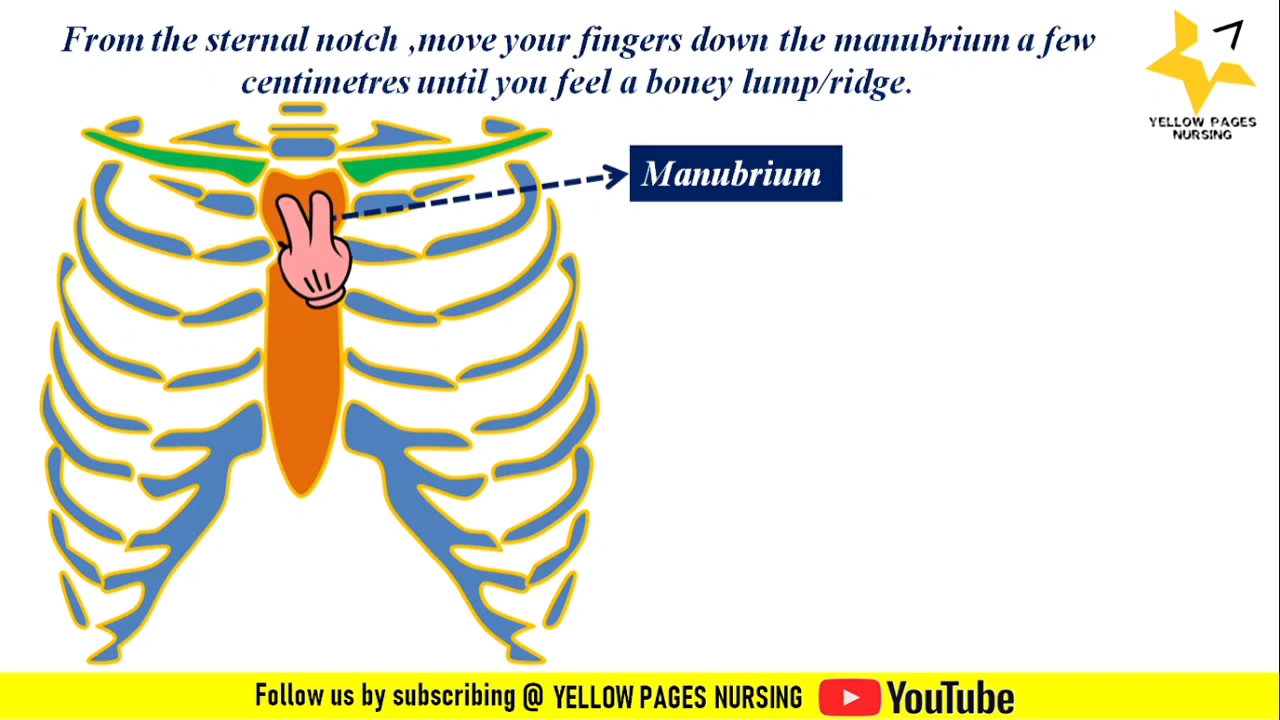 From the sternal notch ,move your fingers down the manubrium a few
centimetres until you feel a boney lump/ridge.
YELLOW PAGES
NURSING
Manubrium
Follow us by subscribing @ YELLOW PAGES NURSING YouTube